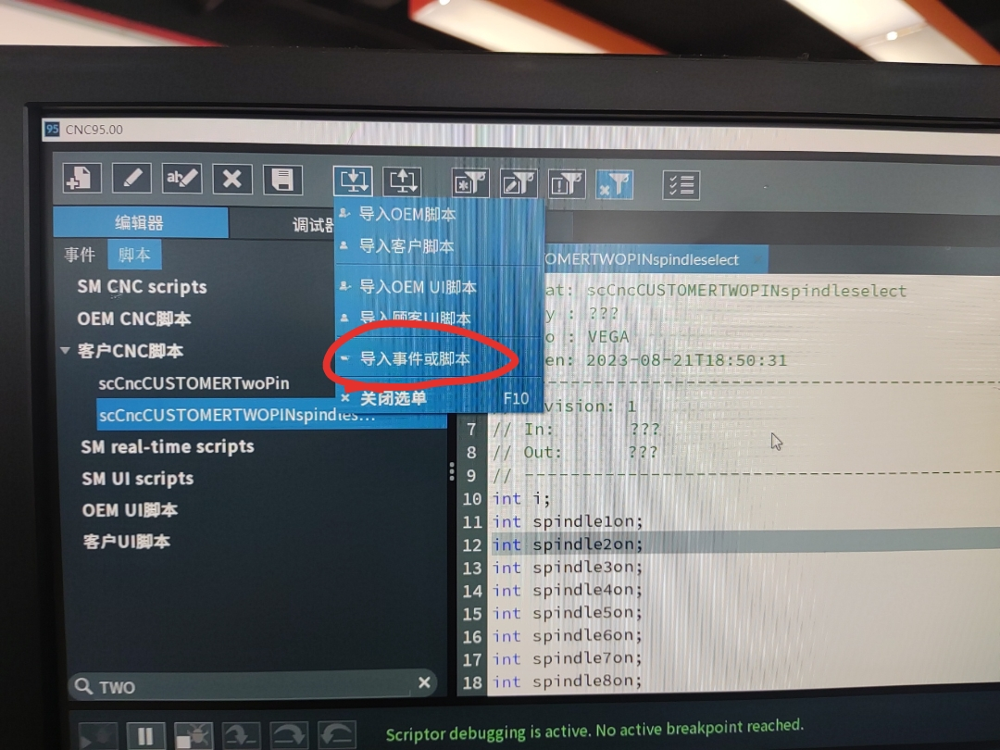 95 CNC95.00
编辑器
调试器
事件 脚本
SM CNC scripts
OEM CNC脚本
客户CNC脚本
scCncCUSTOMERTwoPin
scCncCUSTOMERTWOPINspindles...
SM real-time scripts
SM UI scripts
OEM UI脚本
客户UI脚本
TWO
导入OEM脚本
导入客户脚本
导入OEM UI脚本
导入顾客UI脚本
导入事件或脚本
关闭选单 F10
OMERTWOPINspindleselect
at: scCncCUSTOMERTWOPINspindleselect
y : ???
o : VEGA
en: 2023-08-21T18:50:31
vision: 1
7 // In: ???
8 // Out: ???
9 // ----------------------------------------
10 int i;
11 int spindle1on;
12 int spindle2on;
13 int spindle3on;
14 int spindle4on;
15 int spindle5on;
16 int spindle6on;
17 int spindle7on;
18 int spindle8on;
Scriptor debugging is active. No active breakpoint reached.